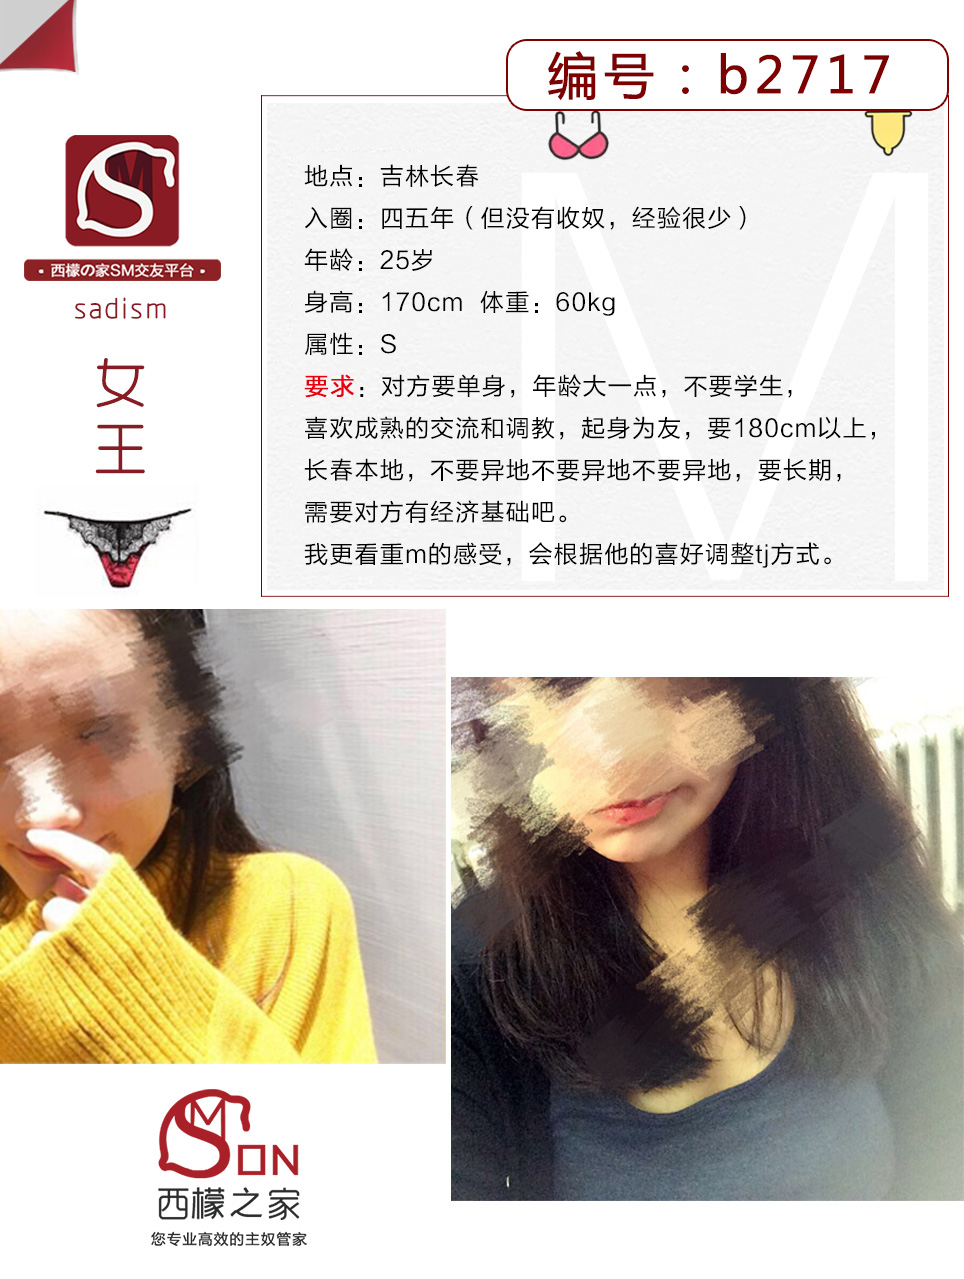 编号：b2717
SM
·西檬の家SM交友平台·
sadism
女
王
地点：吉林长春
入圈：四五年（但没有收奴，经验很少）
年龄：25岁
身高：170cm 体重：60kg
属性：S
要求：对方要单身，年龄大一点，不要学生，
喜欢成熟的交流和调教，起身为友，要180cm以上，
长春本地，不要异地不要异地不要异地，要长期，
需要对方有经济基础吧。
我更看重m的感受，会根据他的喜好调整tj方式。
M
SMON
西檬之家
您专业高效的主奴管家